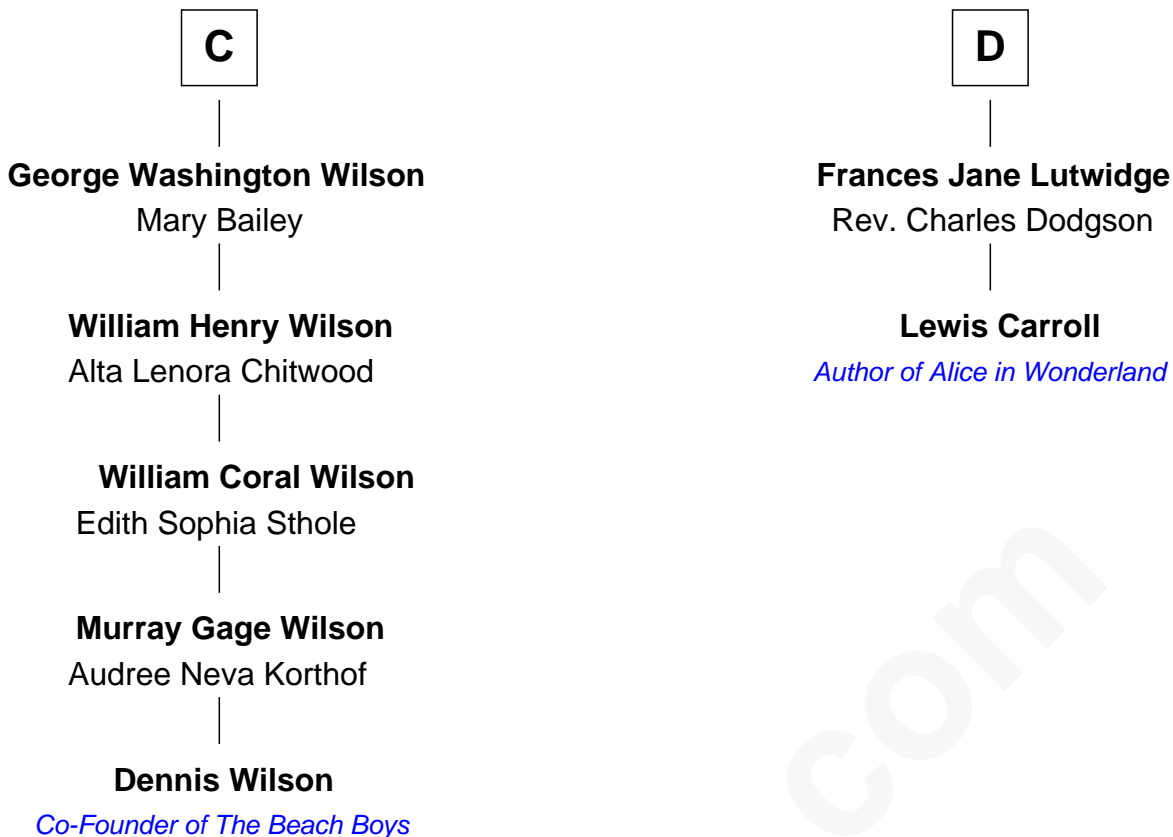 C
George Washington Wilson
Mary Bailey
William Henry Wilson
Alta Lenora Chitwood
William Coral Wilson
Edith Sophia Sthole
Murray Gage Wilson
Audree Neva Korthof
Dennis Wilson
Co-Founder of The Beach Boys
D
Frances Jane Lutwidge
Rev. Charles Dodgson
Lewis Carroll
Author of Alice in Wonderland
com